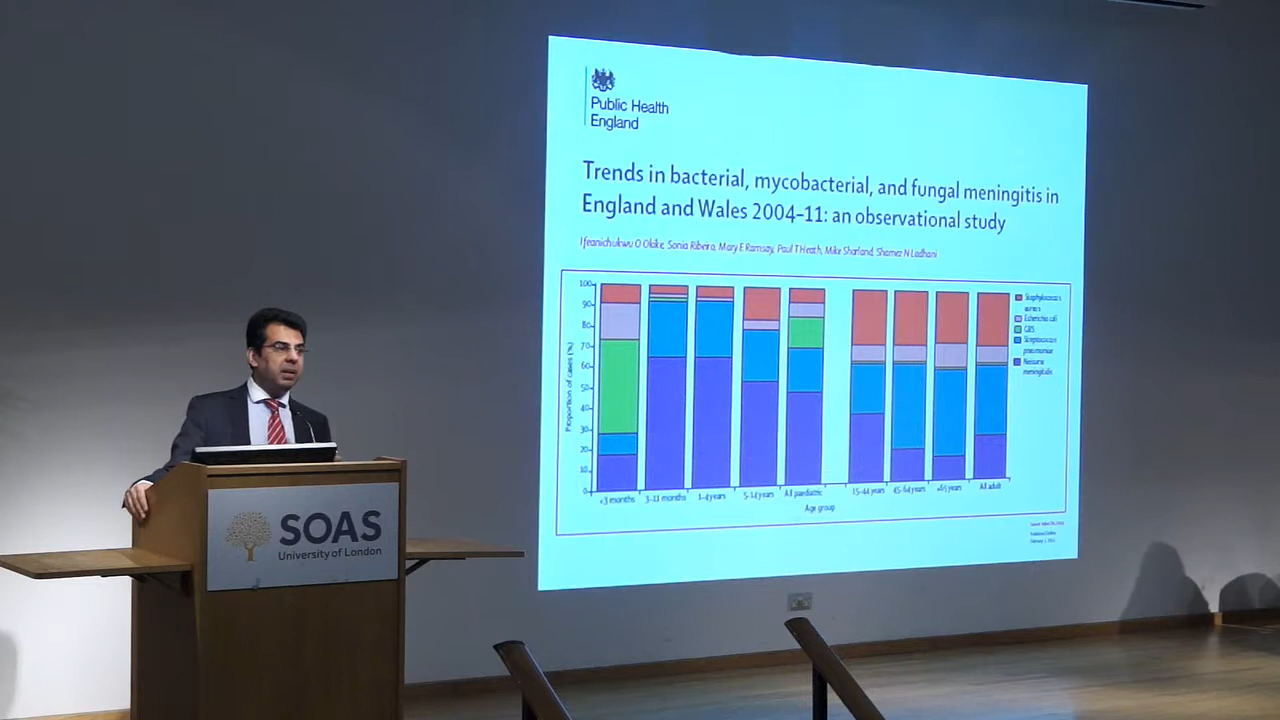 Public Health
England
Trends in bacterial, mycobacterial, and fungal meningitis in
England and Wales 2004–11: an observational study
Ifeanichukwu O Okike, Sonia Ribeiro, Mary E Ramsay, Paul T Heath, Mike Sharland, Shamez N Ladhani
100
90
80
70
60
50
40
30
20
10
0
Proportion of cases (%)
<3 months
3–11 months
1–4 years
5–14 years
All paediatric
15–44 years
45–64 years
≥65 years
All adult
Age group
Staphylococcus
aureus
Escherichia coli
GBS
Streptococcus
pneumoniae
Neisseria
meningitidis
SOAS
University of London